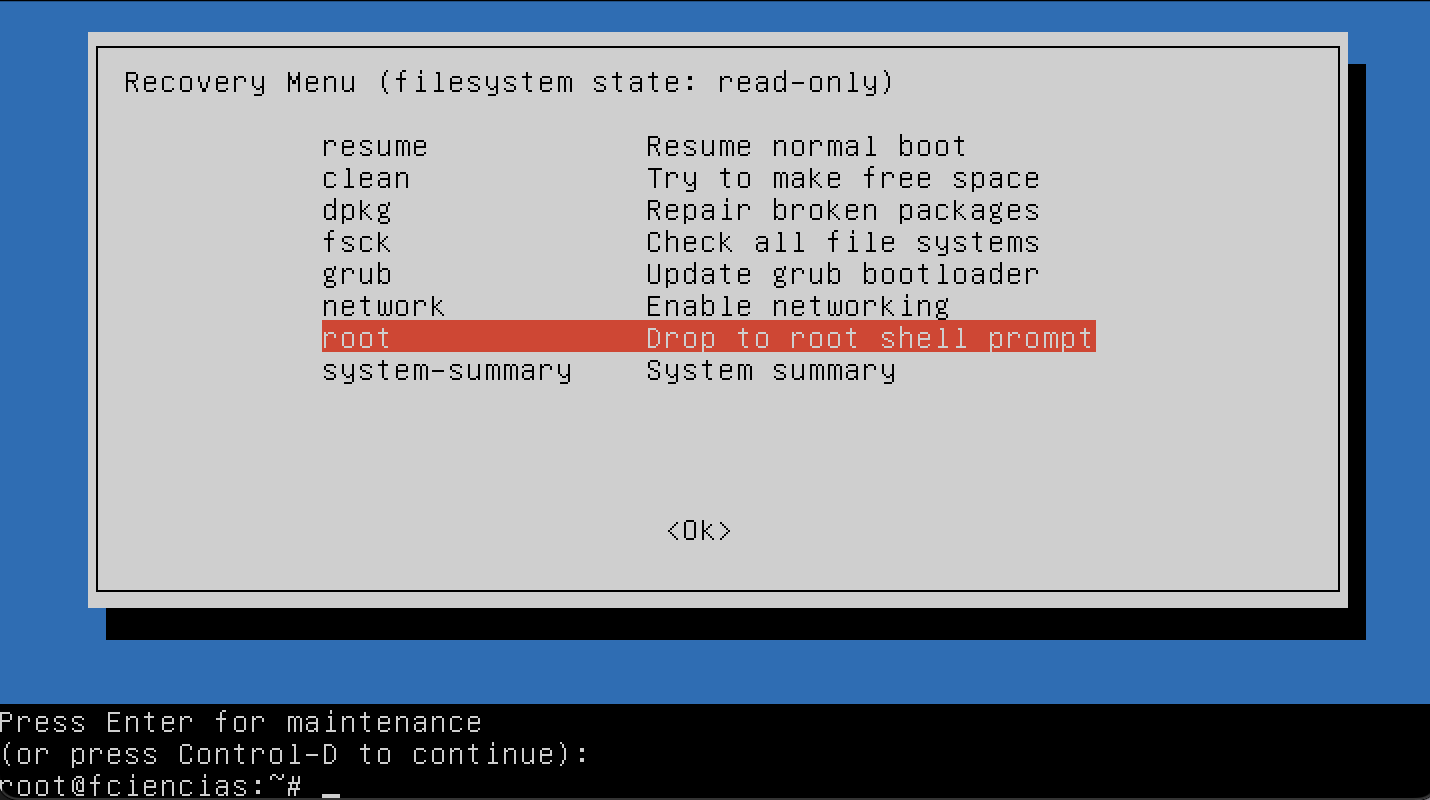 Recovery Menu (filesystem state: read-only)
resume Resume normal boot
clean Try to make free space
dpkg Repair broken packages
fsck Check all file systems
grub Update grub bootloader
network Enable networking
root Drop to root shell prompt
system-summary System summary
<Ok>
Press Enter for maintenance
(or press Control-D to continue):
root@fciencias:~# _